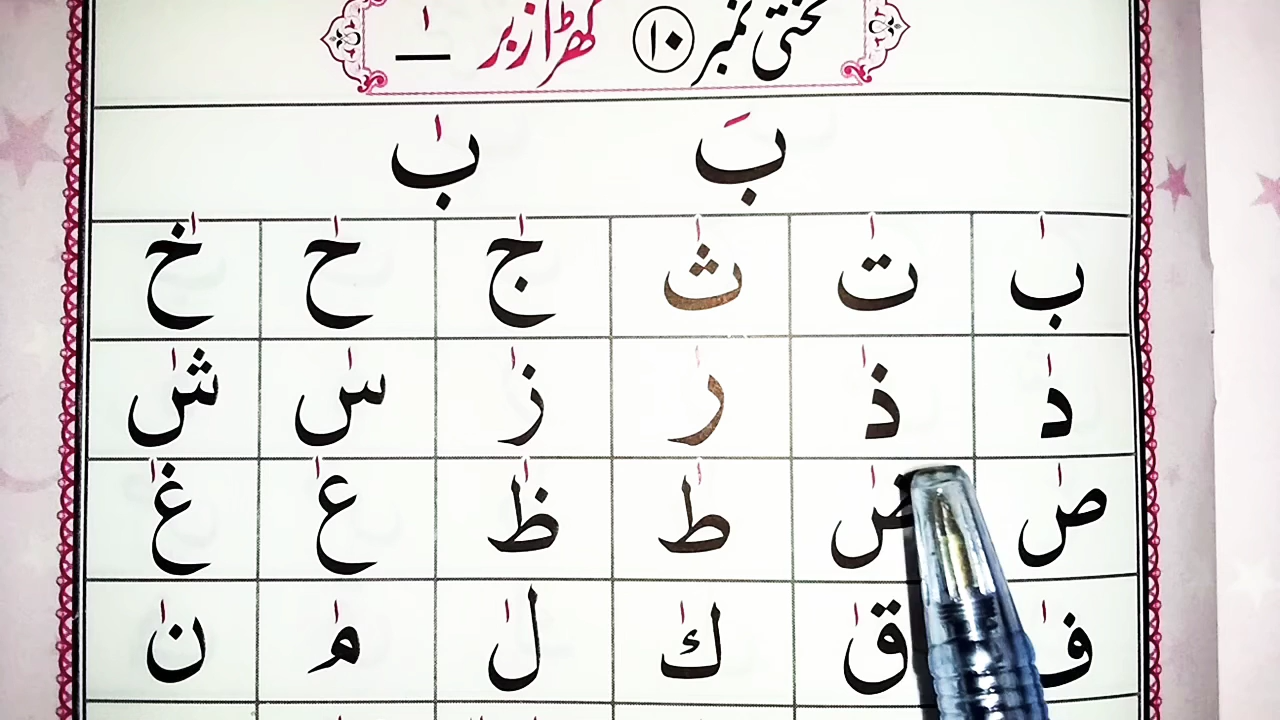 تختی نمبر ۱۰ کھڑا زبر ـٰ
بَ بٰ
بٰ تٰ ثٰ جٰ حٰ خٰ
دٰ ذٰ رٰ زٰ سٰ شٰ
صٰ ضٰ طٰ ظٰ عٰ غٰ
فٰ قٰ كٰ لٰ مٰ نٰ